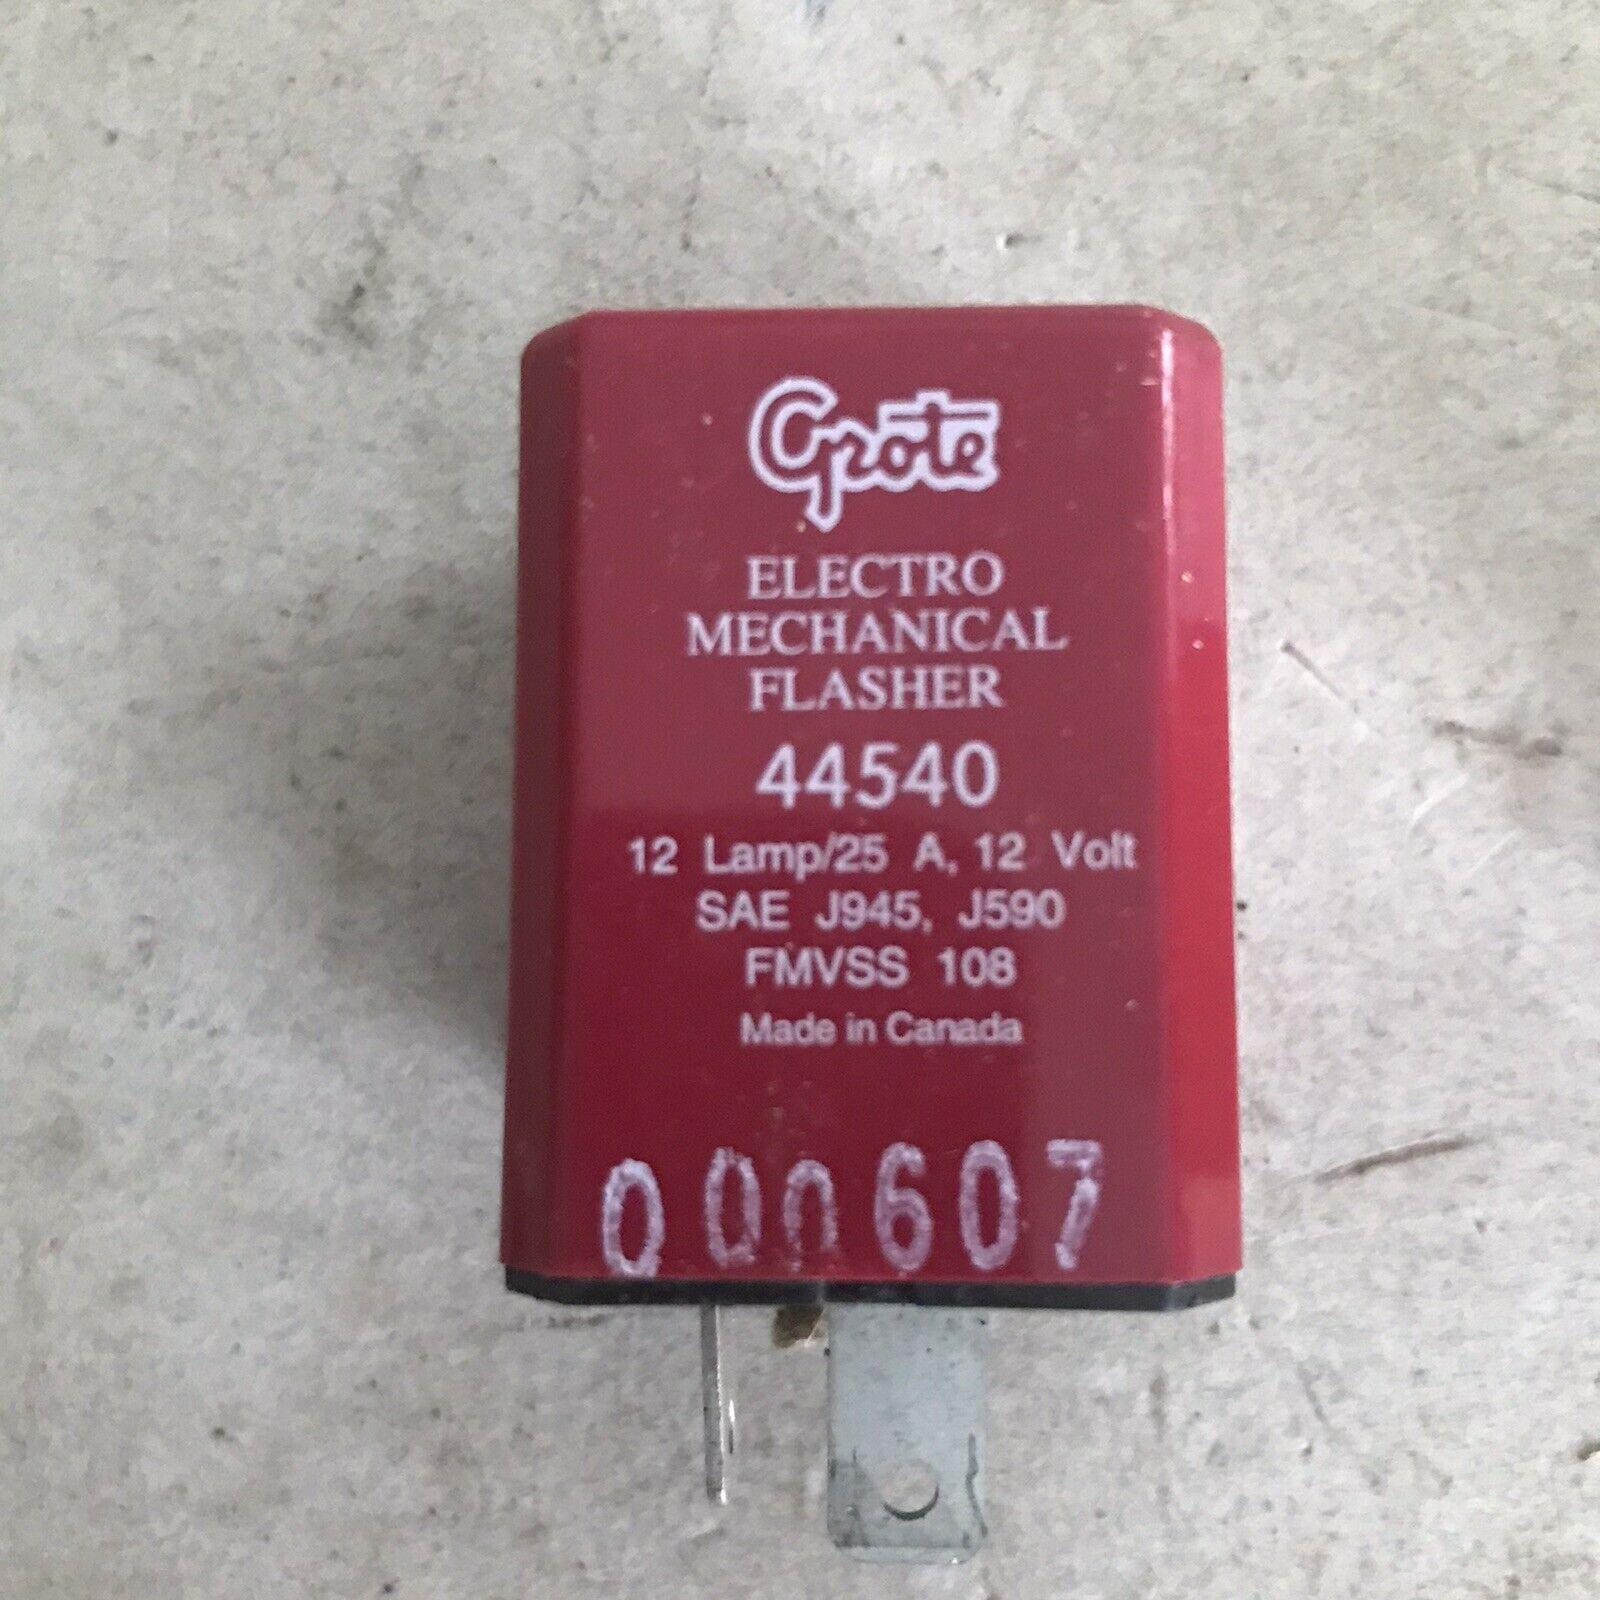 Grote
ELECTRO
MECHANICAL
FLASHER
44540
12 Lamp/25 A, 12 Volt
SAE J945, J590
FMVSS 108
Made in Canada
000607